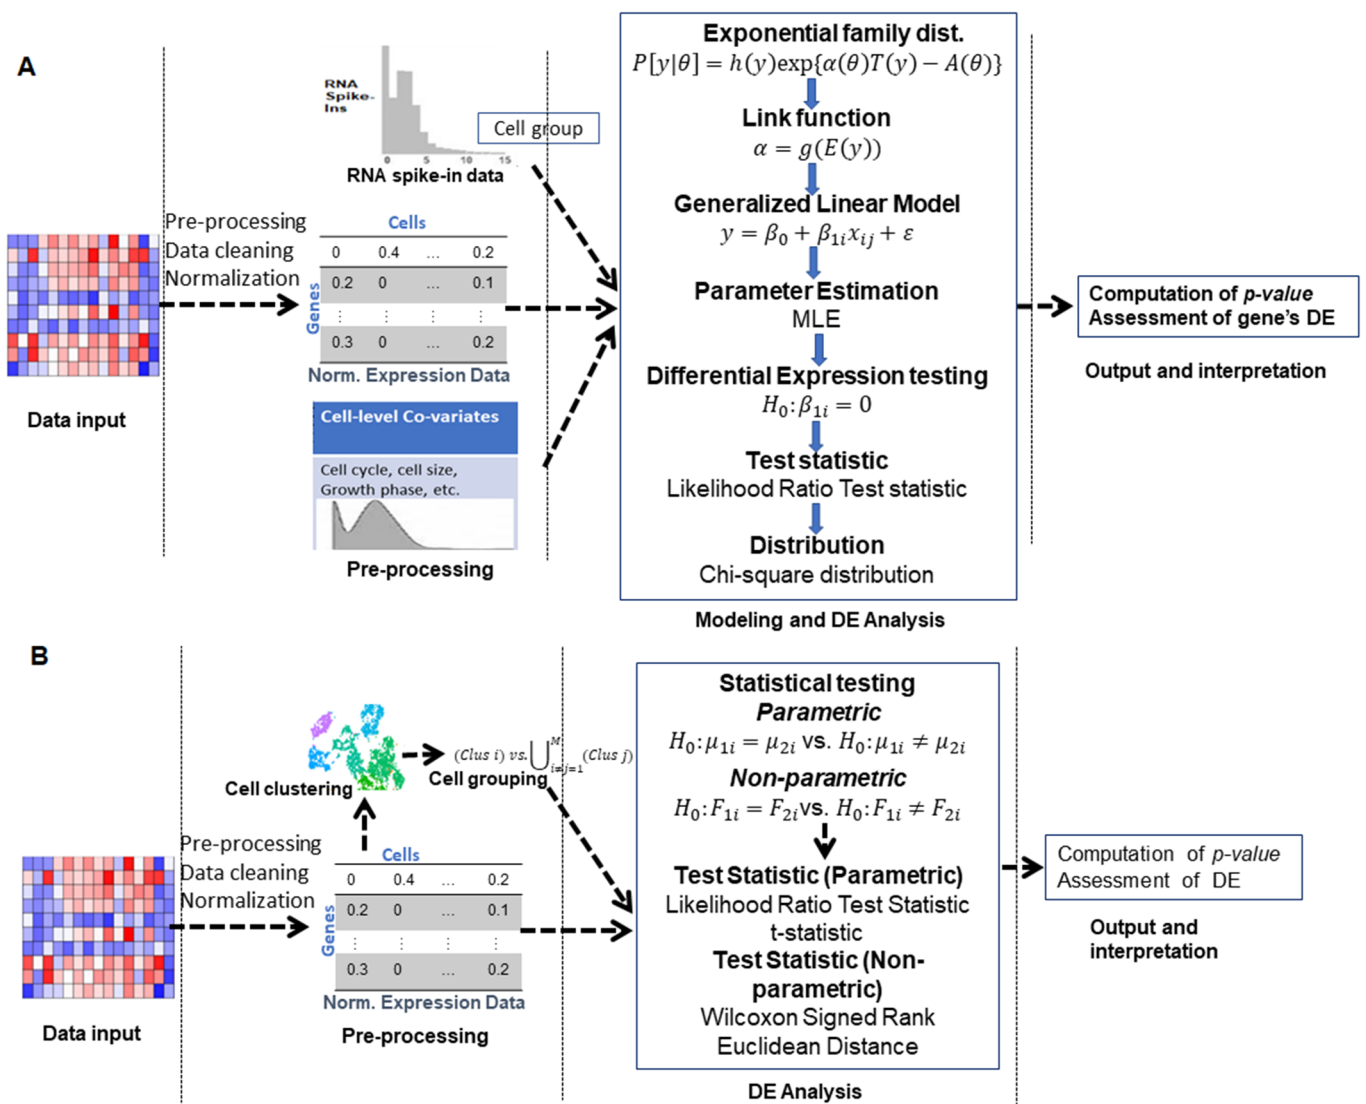 A
RNA
Spike-
Ins
0 5 10 15
RNA spike-in data
Cell group
Pre-processing
Data cleaning
Normalization
Data input
Cells
Genes
0 0.4 ... 0.2
0.2 0 ... 0.1
⋮ ⋮ ⋮ ⋮
0.3 0 ... 0.2
Norm. Expression Data
Cell-level Co-variates
Cell cycle, cell size,
Growth phase, etc.
Pre-processing
Exponential family dist.
P[y|θ] = h(y)exp{α(θ)T(y) − A(θ)}
Link function
α = g(E(y))
Generalized Linear Model
y = β₀ + β₁ᵢxᵢⱼ + ε
Parameter Estimation
MLE
Differential Expression testing
H₀: β₁ᵢ = 0
Test statistic
Likelihood Ratio Test statistic
Distribution
Chi-square distribution
Modeling and DE Analysis
Computation of p-value
Assessment of gene's DE
Output and interpretation
B
Cell clustering
(Clus i) vs. ⋃ᴹᵢ≠ⱼ₌₁ (Clus j)
Cell grouping
Pre-processing
Data cleaning
Normalization
Data input
Cells
Genes
0 0.4 ... 0.2
0.2 0 ... 0.1
⋮ ⋮ ⋮ ⋮
0.3 0 ... 0.2
Norm. Expression Data
Pre-processing
Statistical testing
Parametric
H₀: μ₁ᵢ = μ₂ᵢ vs. H₀: μ₁ᵢ ≠ μ₂ᵢ
Non-parametric
H₀: F₁ᵢ = F₂ᵢvs. H₀: F₁ᵢ ≠ F₂ᵢ
Test Statistic (Parametric)
Likelihood Ratio Test Statistic
t-statistic
Test Statistic (Non-
parametric)
Wilcoxon Signed Rank
Euclidean Distance
DE Analysis
Computation of p-value
Assessment of DE
Output and
interpretation